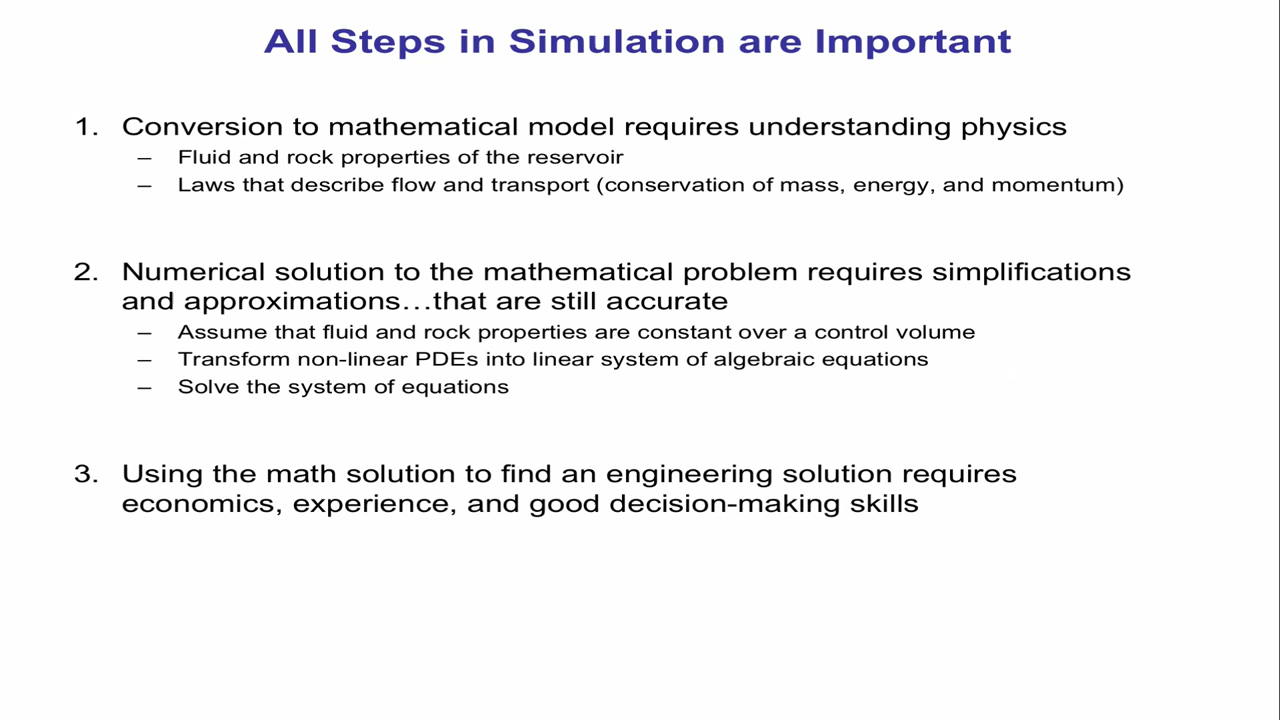 All Steps in Simulation are Important
1. Conversion to mathematical model requires understanding physics
– Fluid and rock properties of the reservoir
– Laws that describe flow and transport (conservation of mass, energy, and momentum)
2. Numerical solution to the mathematical problem requires simplifications
and approximations…that are still accurate
– Assume that fluid and rock properties are constant over a control volume
– Transform non-linear PDEs into linear system of algebraic equations
– Solve the system of equations
3. Using the math solution to find an engineering solution requires
economics, experience, and good decision-making skills